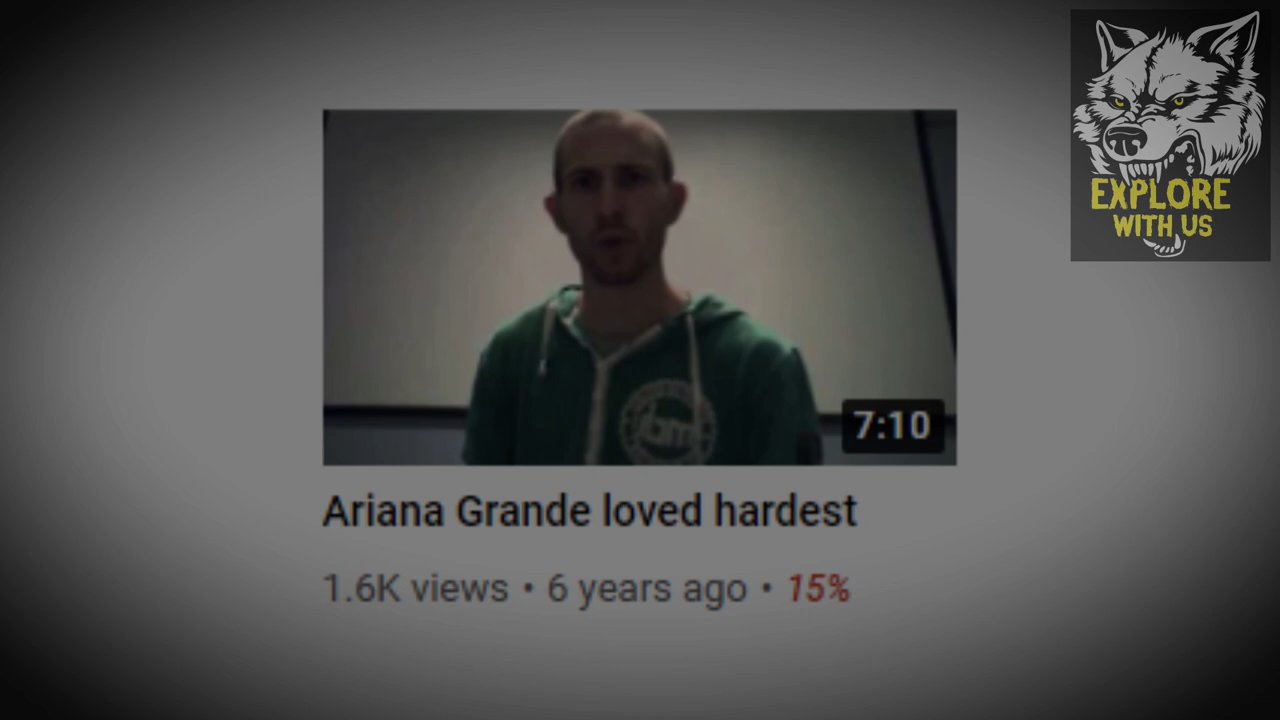 EXPLORE
WITH US
7:10
Ariana Grande loved hardest
1.6K views • 6 years ago • 15%